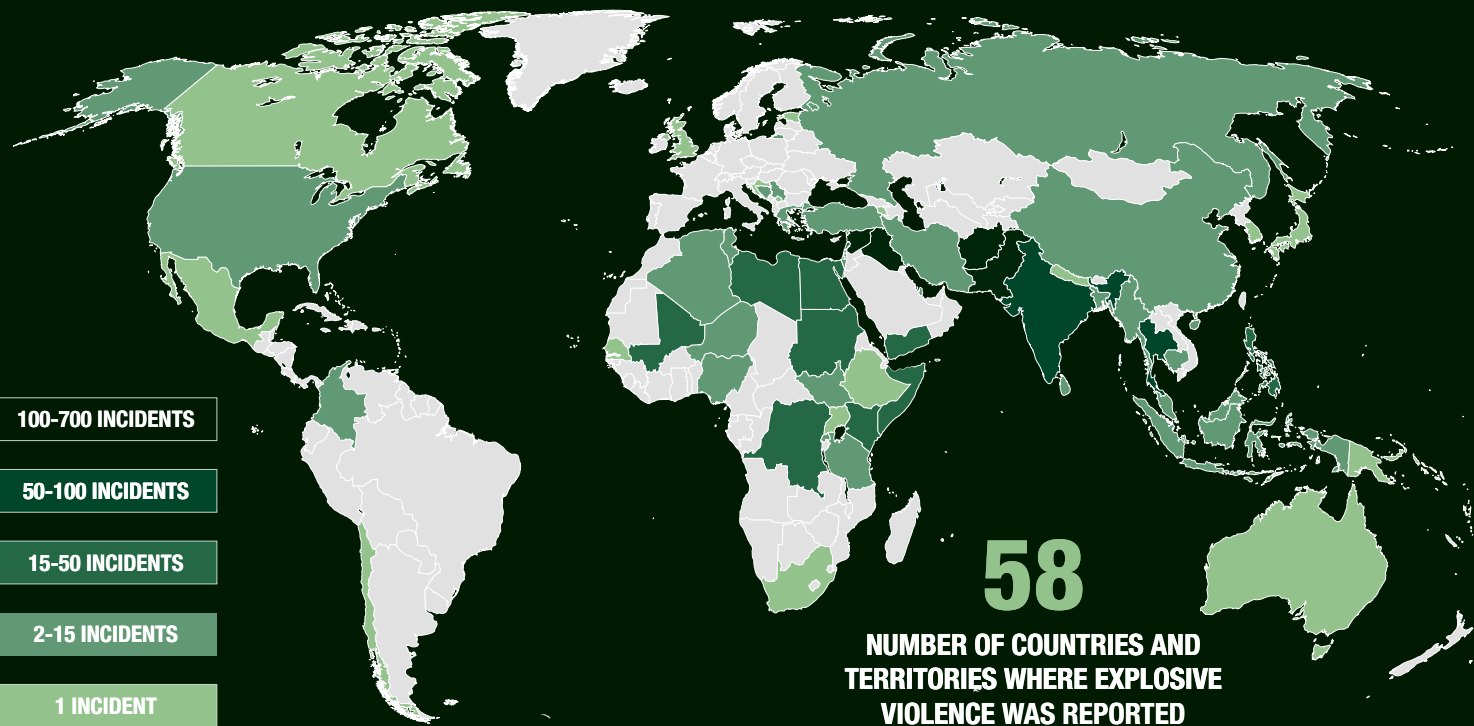 100-700 INCIDENTS
50-100 INCIDENTS
15-50 INCIDENTS
2-15 INCIDENTS
1 INCIDENT
58
NUMBER OF COUNTRIES AND
TERRITORIES WHERE EXPLOSIVE
VIOLENCE WAS REPORTED